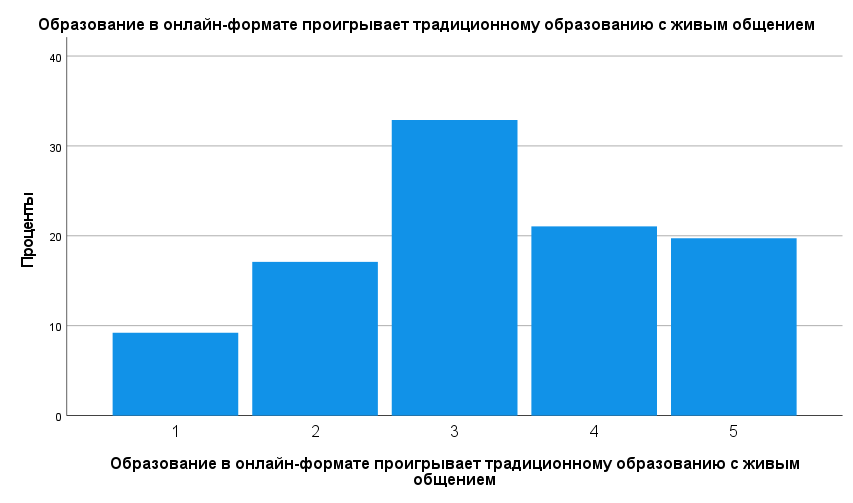 Образование в онлайн-формате проигрывает традиционному образованию с живым общением
40
30
20
10
0
Проценты
1 2 3 4 5
Образование в онлайн-формате проигрывает традиционному образованию с живым
общением